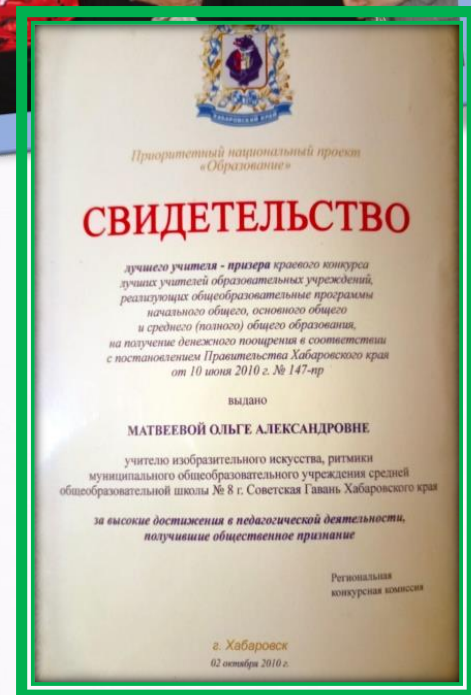 ХАБАРОВСКИЙ КРАЙ
Приоритетный национальный проект
«Образование»
СВИДЕТЕЛЬСТВО
лучшего учителя - призера краевого конкурса
лучших учителей образовательных учреждений,
реализующих общеобразовательные программы
начального общего, основного общего
и среднего (полного) общего образования,
на получение денежного поощрения в соответствии
с постановлением Правительства Хабаровского края
от 10 июня 2010 г. № 147-пр
выдано
МАТВЕЕВОЙ ОЛЬГЕ АЛЕКСАНДРОВНЕ
учителю изобразительного искусства, ритмики
муниципального общеобразовательного учреждения средней
общеобразовательной школы № 8 г. Советская Гавань Хабаровского края
за высокие достижения в педагогической деятельности,
получившие общественное признание
Региональная
конкурсная комиссия
г. Хабаровск
02 октября 2010 г.